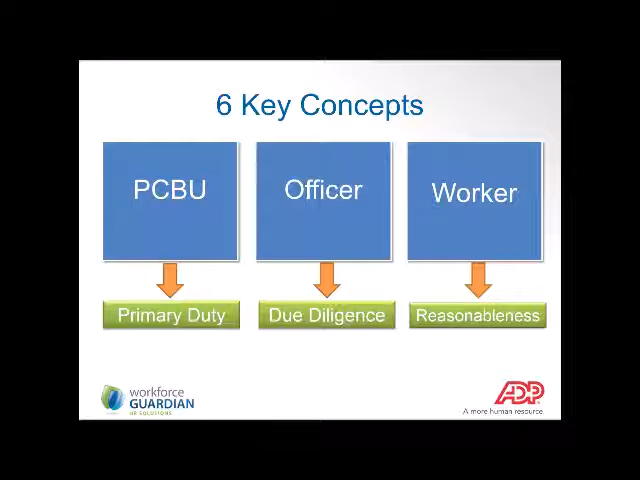 6 Key Concepts
PCBU
Officer
Worker
Primary Duty
Due Diligence
Reasonableness
workforce
GUARDIAN
HR SOLUTIONS
ADP
A more human resource.